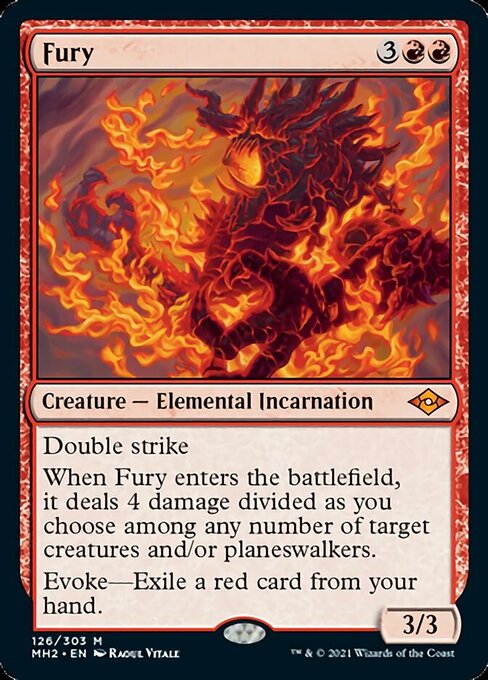 Fury 3
Creature — Elemental Incarnation
Double strike
When Fury enters the battlefield,
it deals 4 damage divided as you
choose among any number of target
creatures and/or planeswalkers.
Evoke—Exile a red card from your
hand.
3/3
126/303 M
MH2 • EN Raoul Vitale
™ & © 2021 Wizards of the Coast